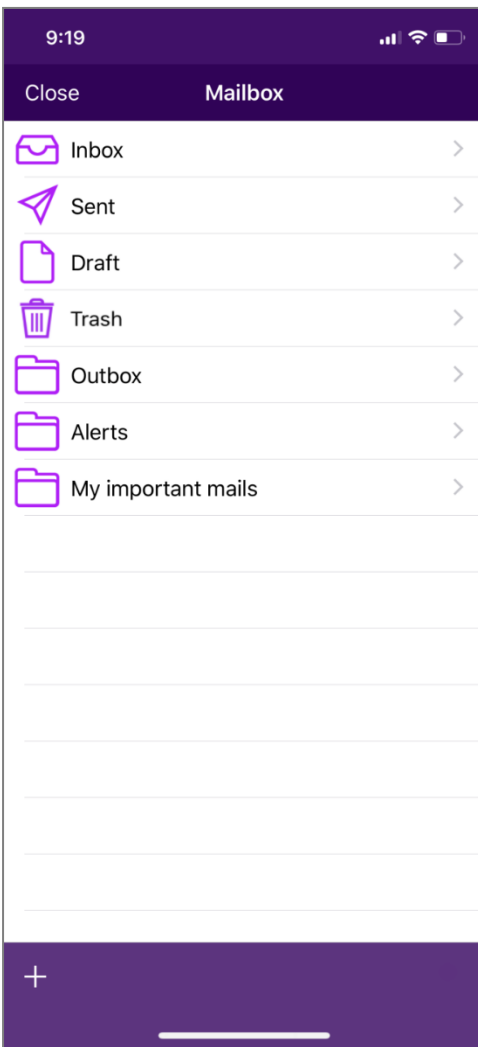 9:19
Close Mailbox
Inbox
Sent
Draft
Trash
Outbox
Alerts
My important mails